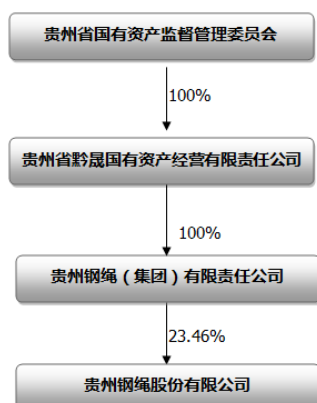 贵州省国有资产监督管理委员会
100%
贵州省黔晟国有资产经营有限责任公司
100%
贵州钢绳（集团）有限责任公司
23.46%
贵州钢绳股份有限公司